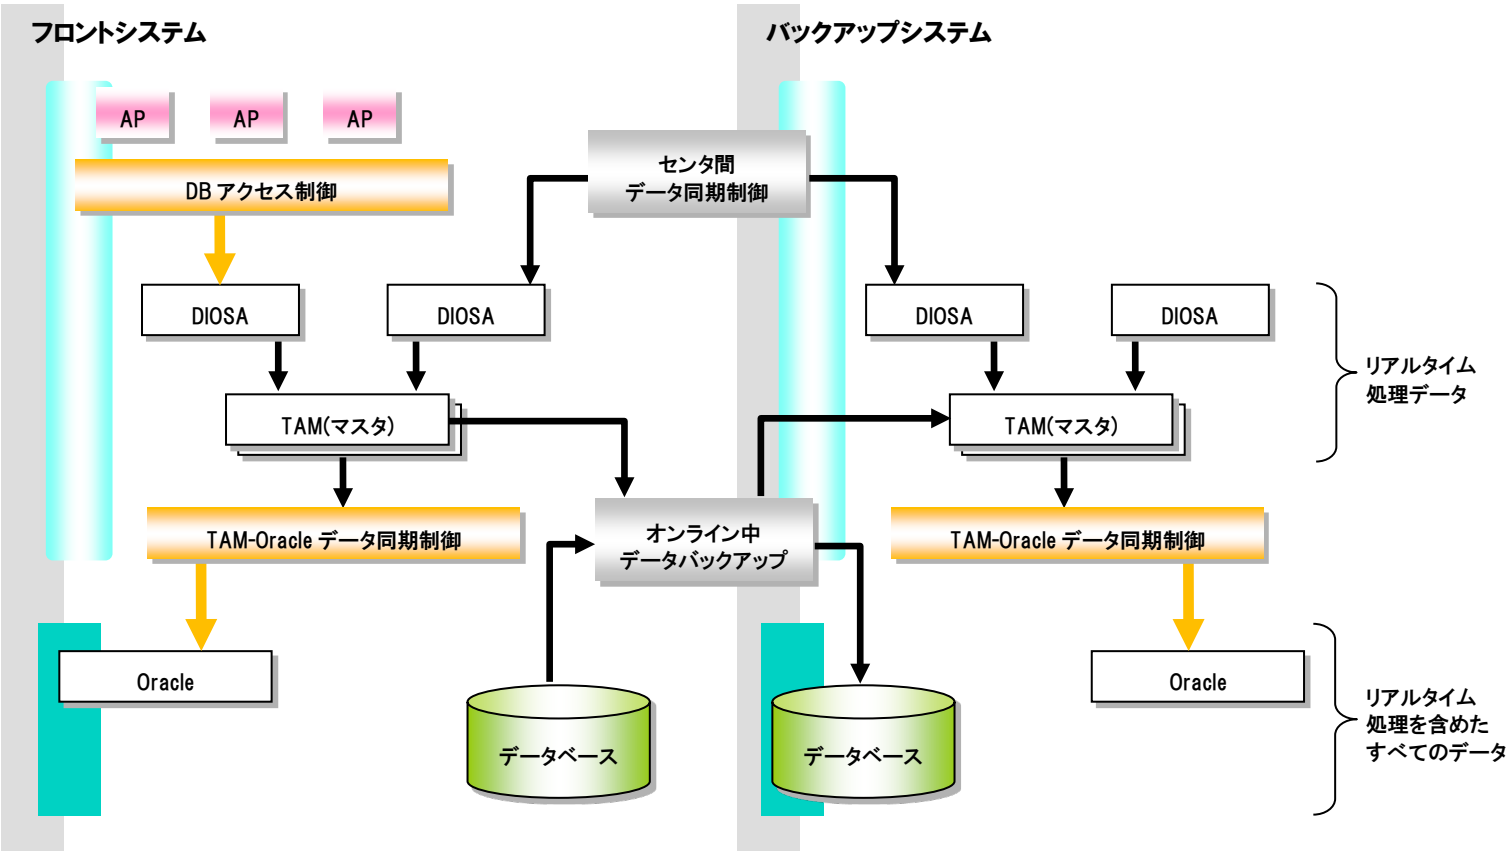 フロントシステム
バックアップシステム
AP
AP
AP
DB アクセス制御
センタ間
データ同期制御
DIOSA
DIOSA
DIOSA
DIOSA
リアルタイム
処理データ
TAM(マスタ)
TAM(マスタ)
TAM-Oracle データ同期制御
オンライン中
データバックアップ
TAM-Oracle データ同期制御
Oracle
Oracle
データベース
データベース
リアルタイム
処理を含めた
すべてのデータ